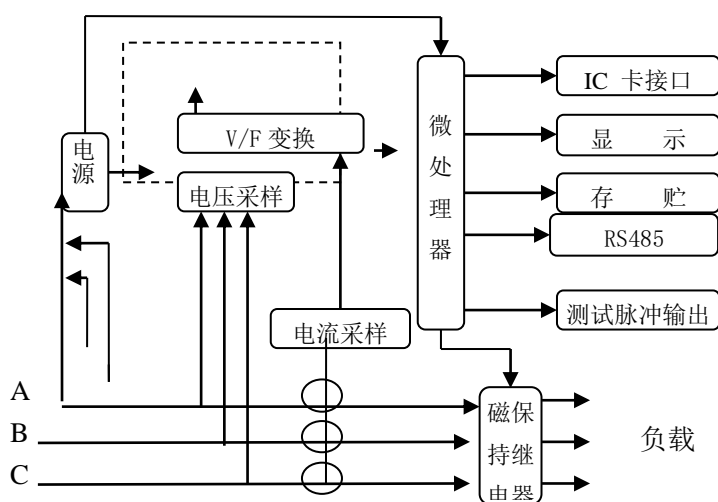 IC 卡接口
V/F 变换
微处理器
显 示
电源
电压采样
存 贮
RS485
电流采样
测试脉冲输出
A
磁保持继电器
B
负载
C